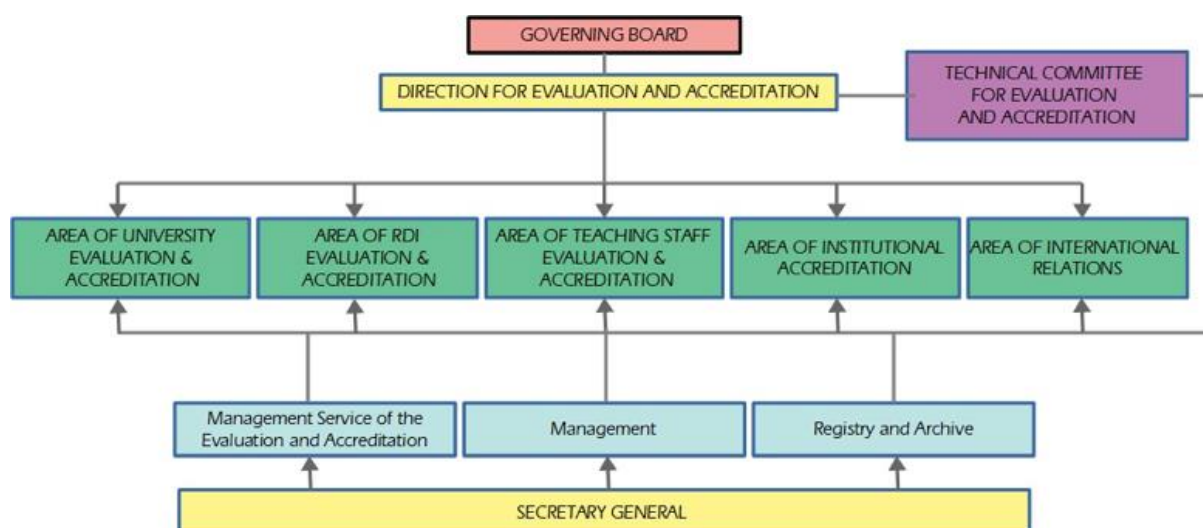 GOVERNING BOARD
DIRECTION FOR EVALUATION AND ACCREDITATION
TECHNICAL COMMITTEE
FOR EVALUATION
AND ACCREDITATION
AREA OF UNIVERSITY
EVALUATION &
ACCREDITATION
AREA OF RDI
EVALUATION &
ACCREDITATION
AREA OF TEACHING STAFF
EVALUATION &
ACCREDITATION
AREA OF INSTITUTIONAL
ACCREDITATION
AREA OF INTERNATIONAL
RELATIONS
Management Service of the
Evaluation and Accreditation
Management
Registry and Archive
SECRETARY GENERAL